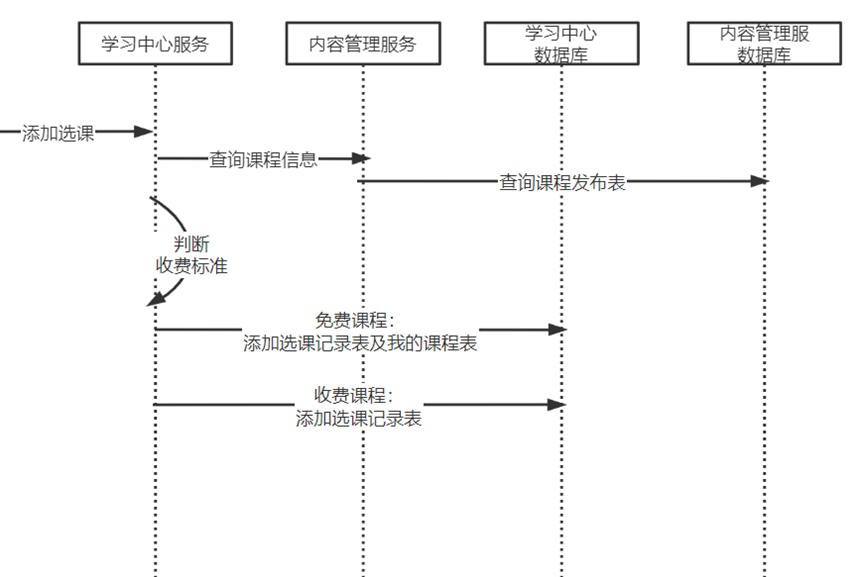 学习中心服务
内容管理服务
学习中心
数据库
内容管理服
数据库
添加选课
查询课程信息
查询课程发布表
判断
收费标准
免费课程：
添加选课记录表及我的课程表
收费课程：
添加选课记录表